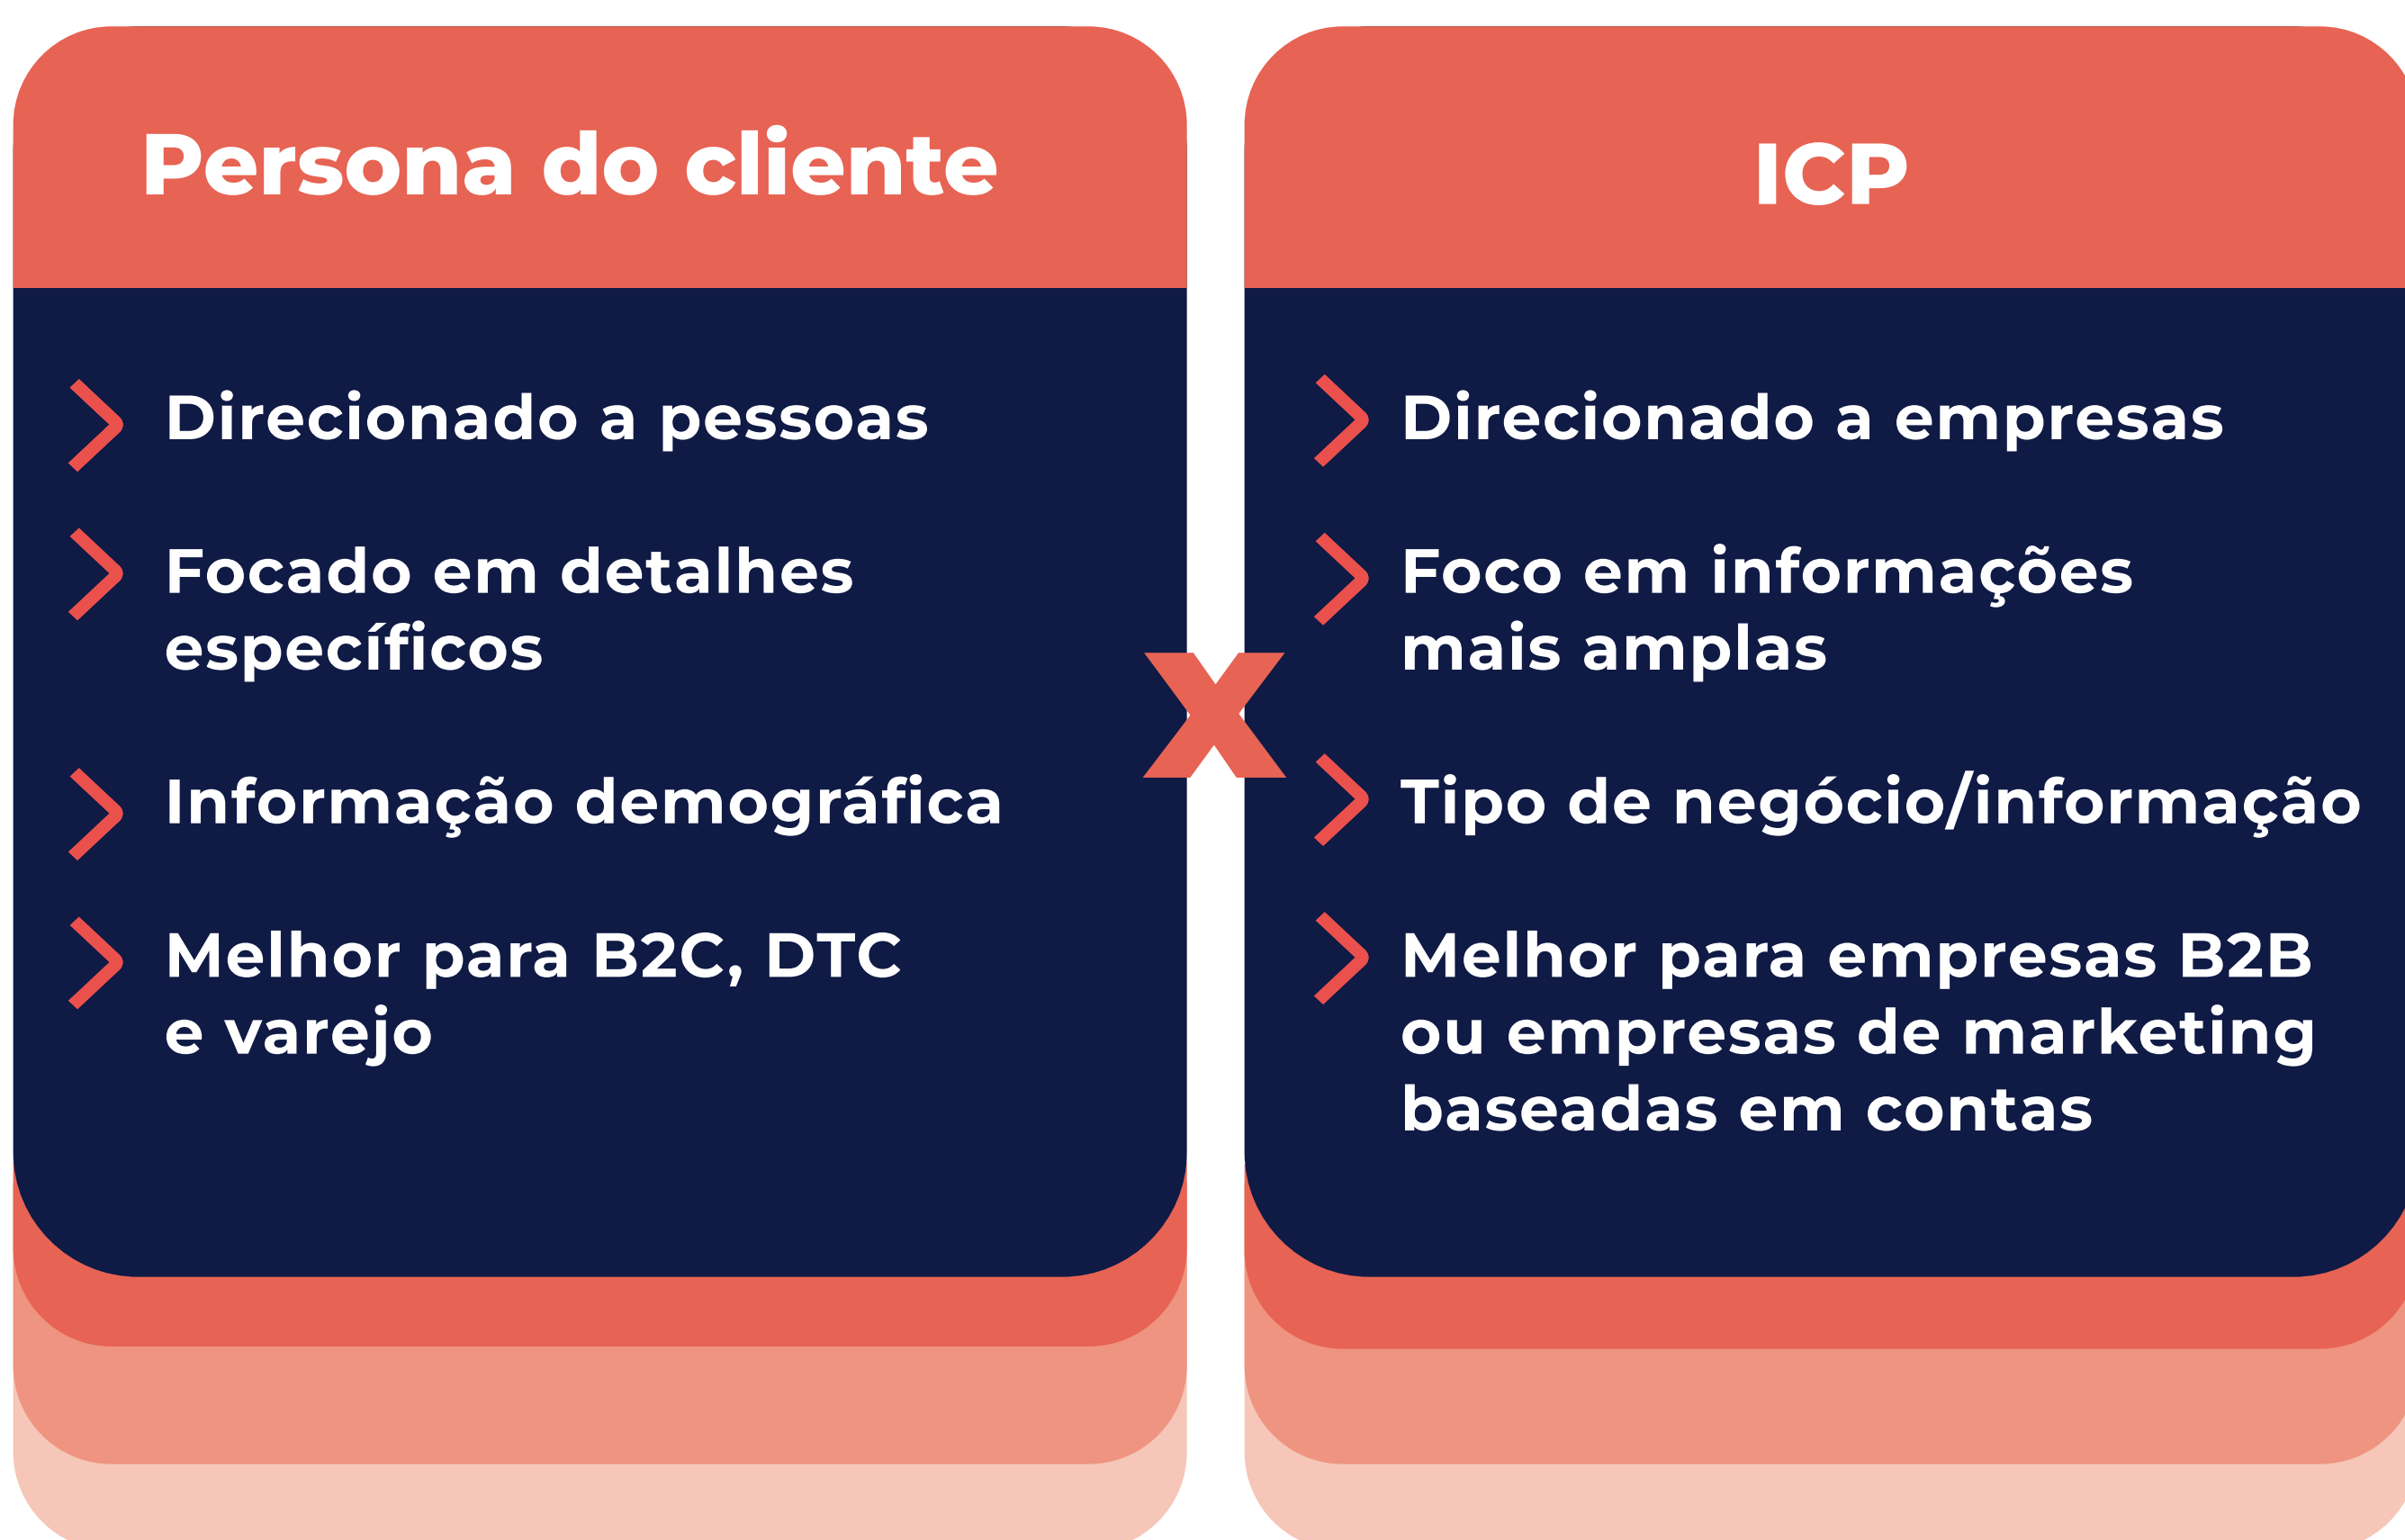 Persona do cliente
Direcionado a pessoas
Focado em detalhes
específicos
Informação demográfica
Melhor para B2C, DTC
e varejo
X
ICP
Direcionado a empresas
Foco em informações
mais amplas
Tipo de negócio/informação
Melhor para empresas B2B
ou empresas de marketing
baseadas em contas